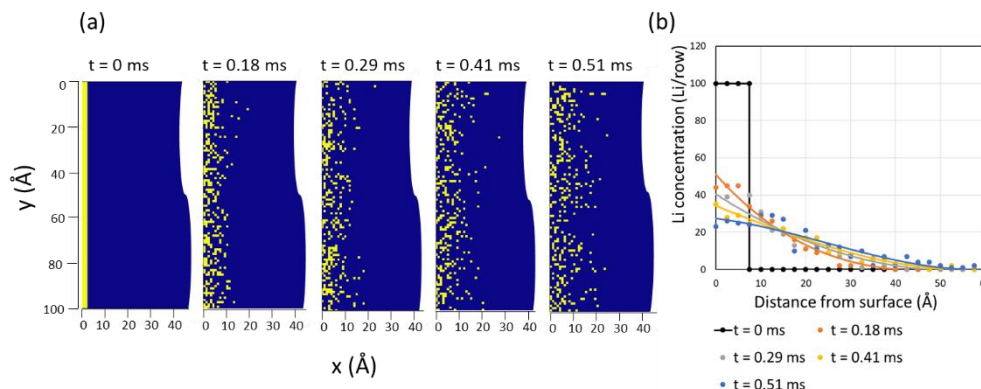 (a)
t = 0 ms
t = 0.18 ms
t = 0.29 ms
t = 0.41 ms
t = 0.51 ms
0
20
40
60
80
100
y (Å)
0 10 20 30 40
0 10 20 30 40
0 10 20 30 40
0 10 20 30 40
0 10 20 30 40
x (Å)
(b)
Li concentration (Li/row)
120
100
80
60
40
20
0
0 10 20 30 40 50
Distance from surface (Å)
t = 0 ms
t = 0.18 ms
t = 0.29 ms
t = 0.41 ms
t = 0.51 ms